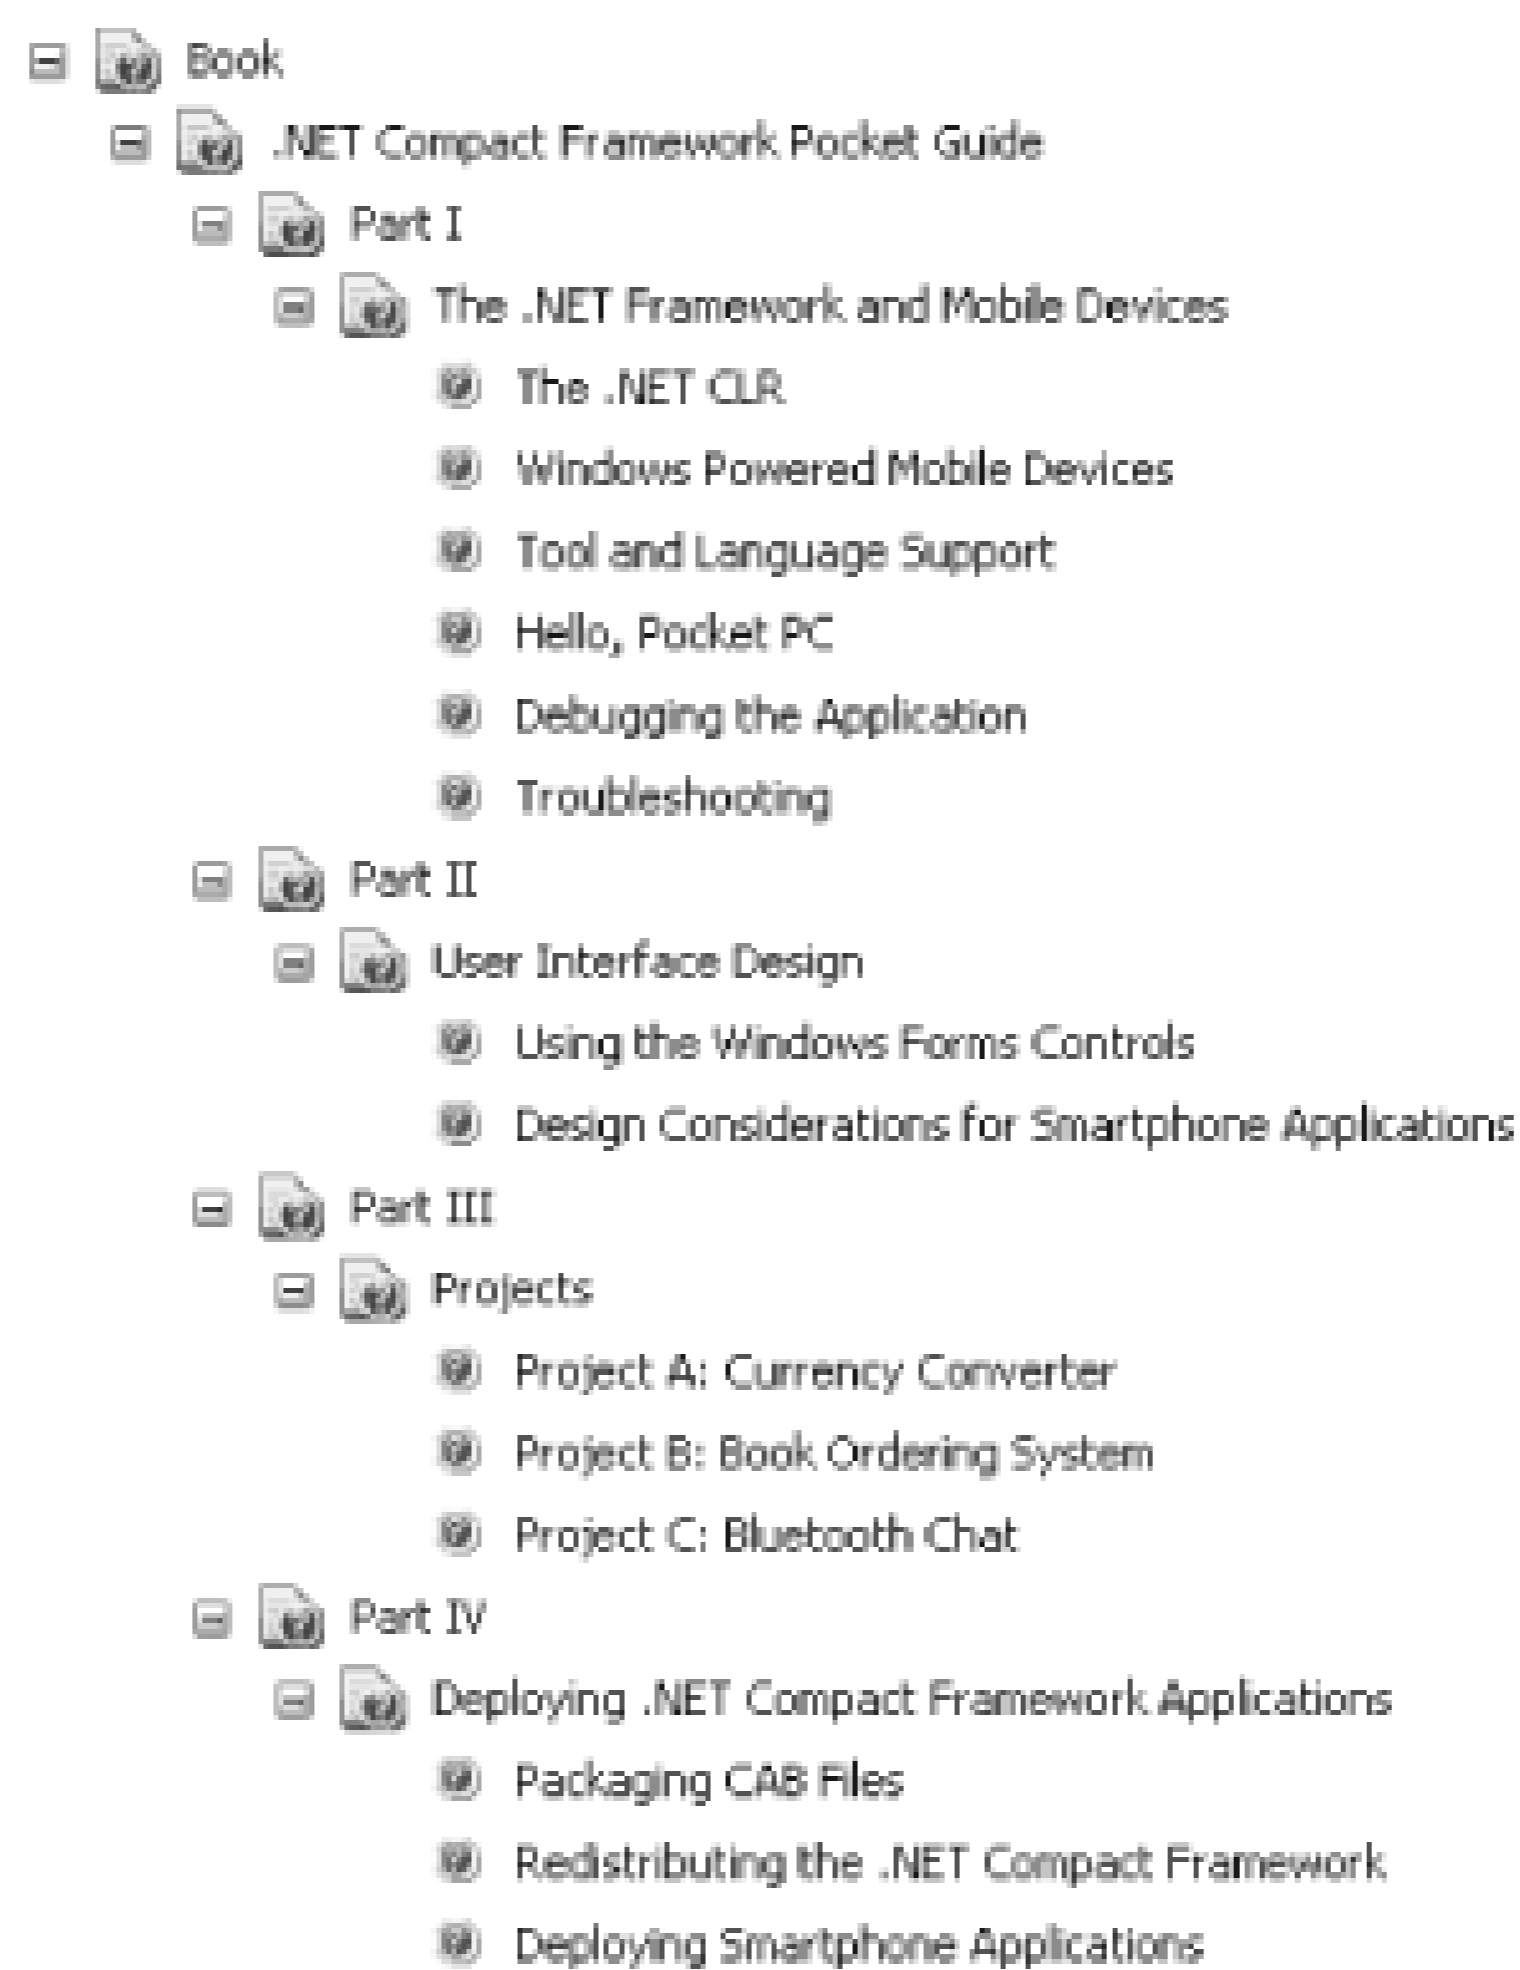 Book
.NET Compact Framework Pocket Guide
Part I
The .NET Framework and Mobile Devices
The .NET CLR
Windows Powered Mobile Devices
Tool and Language Support
Hello, Pocket PC
Debugging the Application
Troubleshooting
Part II
User Interface Design
Using the Windows Forms Controls
Design Considerations for Smartphone Applications
Part III
Projects
Project A: Currency Converter
Project B: Book Ordering System
Project C: Bluetooth Chat
Part IV
Deploying .NET Compact Framework Applications
Packaging CAB Files
Redistributing the .NET Compact Framework
Deploying Smartphone Applications